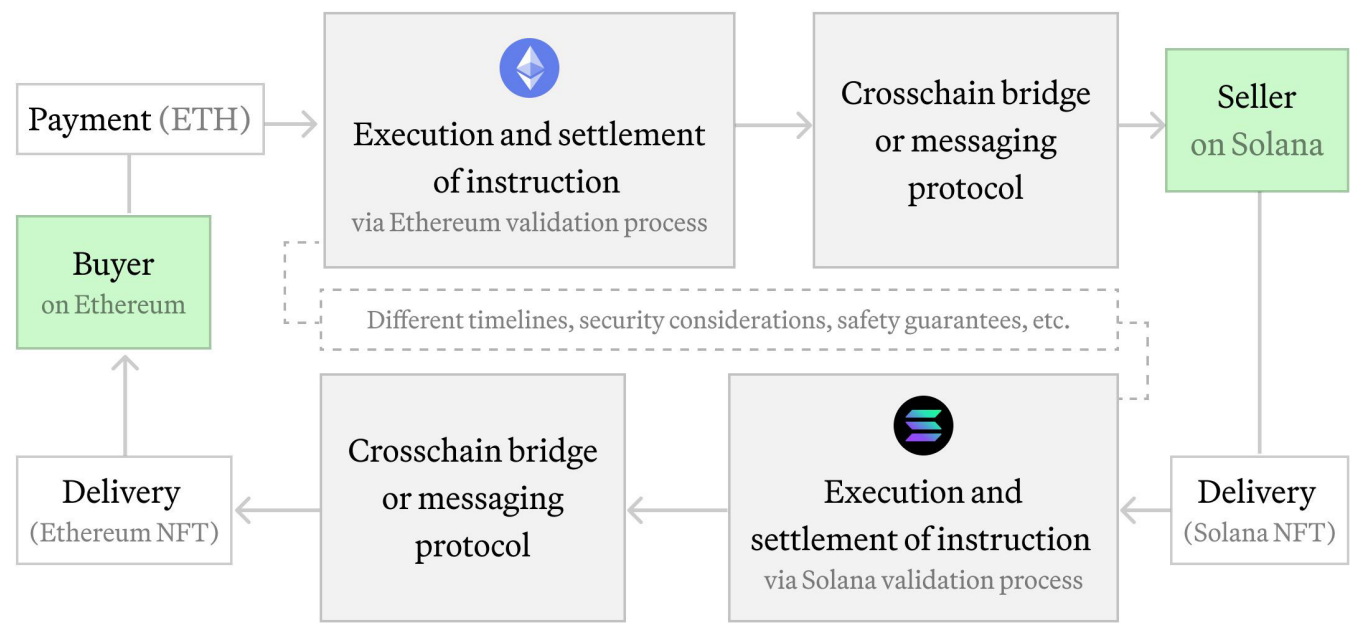 Payment (ETH)
Execution and settlement
of instruction
via Ethereum validation process
Crosschain bridge
or messaging
protocol
Seller
on Solana
Buyer
on Ethereum
Different timelines, security considerations, safety guarantees, etc.
Delivery
(Ethereum NFT)
Crosschain bridge
or messaging
protocol
Execution and
settlement of instruction
via Solana validation process
Delivery
(Solana NFT)